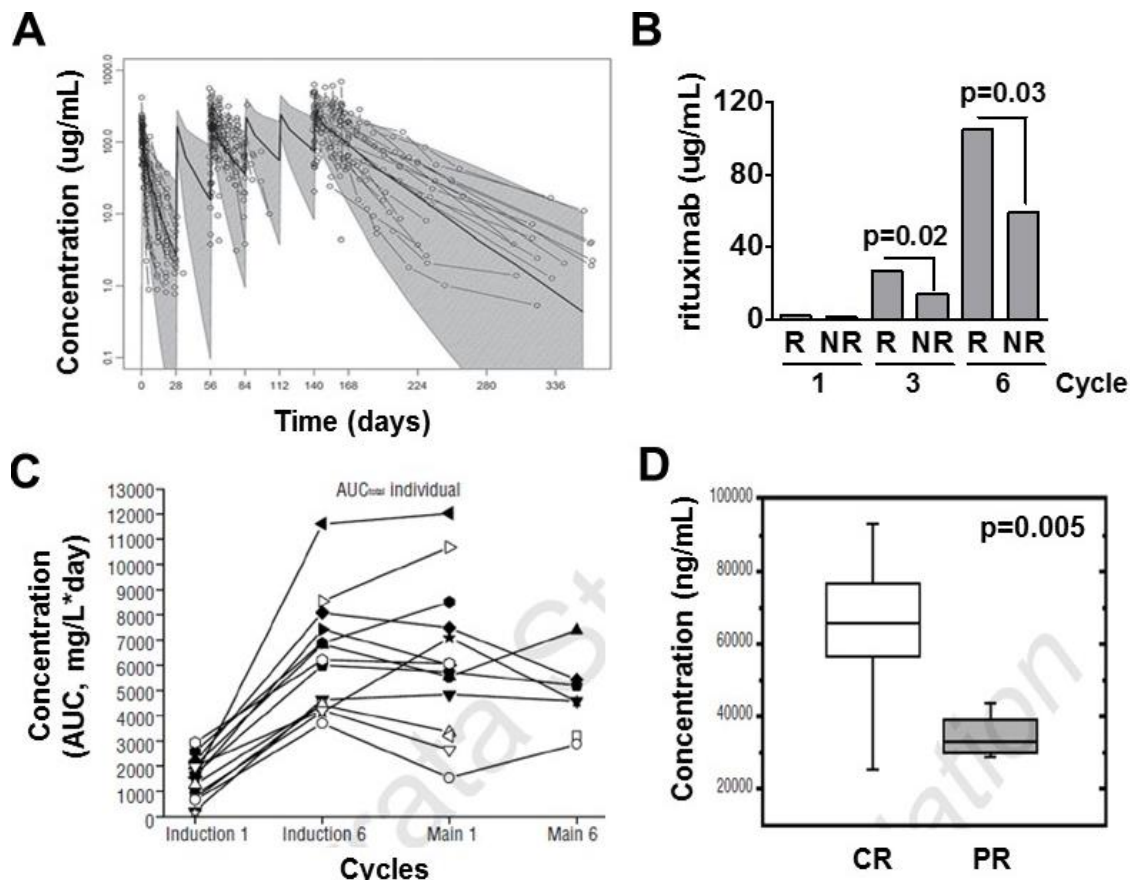 A
Concentration (ug/mL)
1000.0
100.0
10.0
1.0
0.1
0 28 56 84 112 140 168 224 280 336
Time (days)
B
rituximab (ug/mL)
120
80
40
0
p=0.02
p=0.03
R NR R NR R NR
1 3 6 Cycle
C
Concentration
(AUC, mg/L*day)
AUCtotal individual
13000
12000
11000
10000
9000
8000
7000
6000
5000
4000
3000
2000
1000
0
Induction 1 Induction 6 Main 1 Main 6
Cycles
D
Concentration (ng/mL)
100000
80000
60000
40000
20000
p=0.005
CR PR